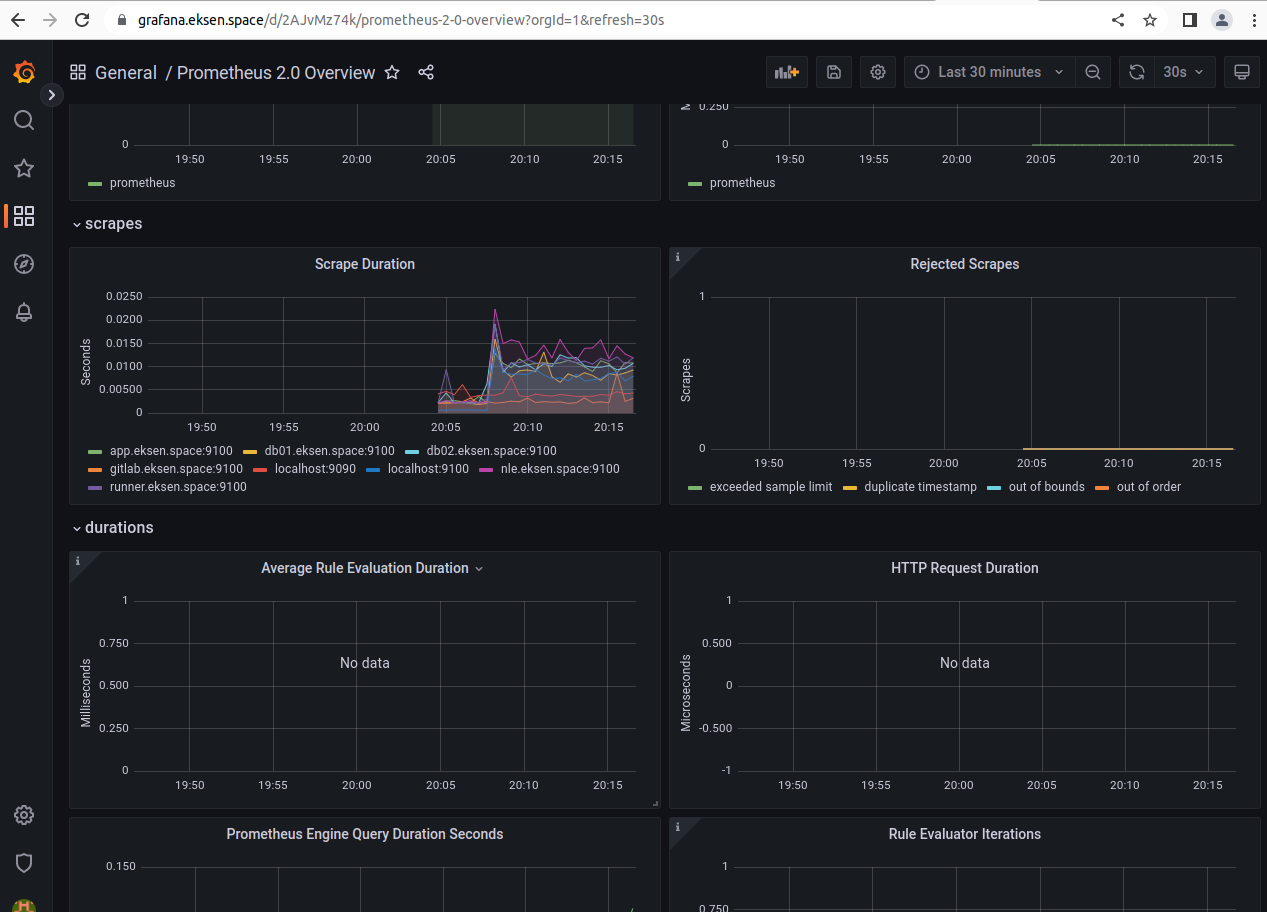 grafana.eksen.space/d/2AJvMz74k/prometheus-2-0-overview?orgId=1&refresh=30s
General / Prometheus 2.0 Overview
Last 30 minutes
30s
0
19:50 19:55 20:00 20:05 20:10 20:15
prometheus
0.250
0
19:50 19:55 20:00 20:05 20:10 20:15
prometheus
scrapes
Scrape Duration
Seconds
0.0250
0.0200
0.0150
0.0100
0.00500
0
19:50 19:55 20:00 20:05 20:10 20:15
app.eksen.space:9100 db01.eksen.space:9100 db02.eksen.space:9100
gitlab.eksen.space:9100 localhost:9090 localhost:9100 nle.eksen.space:9100
runner.eksen.space:9100
i
Rejected Scrapes
Scrapes
1
0
19:50 19:55 20:00 20:05 20:10 20:15
exceeded sample limit duplicate timestamp out of bounds out of order
durations
i
Average Rule Evaluation Duration
Milliseconds
1
0.750
0.500
0.250
0
No data
19:50 19:55 20:00 20:05 20:10 20:15
HTTP Request Duration
Microseconds
1
0.500
0
-0.500
-1
No data
19:50 19:55 20:00 20:05 20:10 20:15
Prometheus Engine Query Duration Seconds
0.150
i
Rule Evaluator Iterations
1
0.750